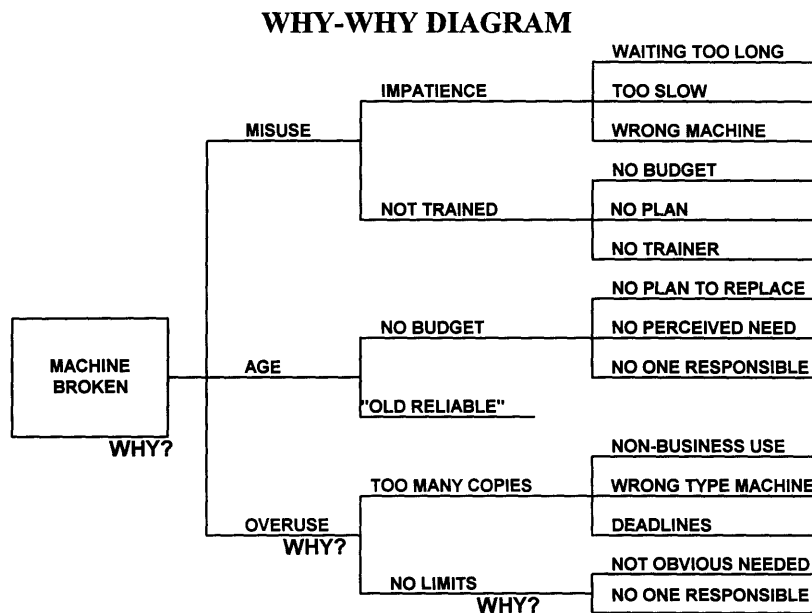 WHY-WHY DIAGRAM
WAITING TOO LONG
IMPATIENCE
TOO SLOW
MISUSE
WRONG MACHINE
NO BUDGET
NOT TRAINED
NO PLAN
NO TRAINER
NO PLAN TO REPLACE
NO BUDGET
NO PERCEIVED NEED
MACHINE
BROKEN
AGE
NO ONE RESPONSIBLE
"OLD RELIABLE"
WHY?
NON-BUSINESS USE
TOO MANY COPIES
WRONG TYPE MACHINE
OVERUSE
DEADLINES
WHY?
NOT OBVIOUS NEEDED
NO LIMITS
NO ONE RESPONSIBLE
WHY?